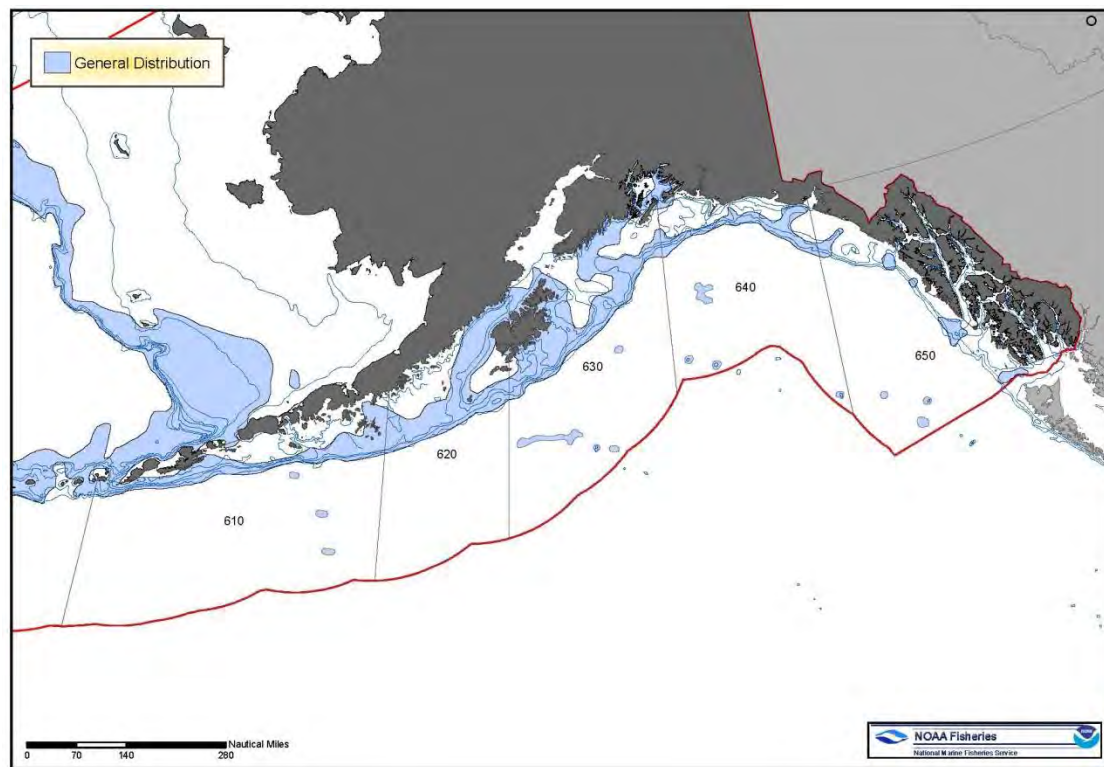 General Distribution
640
650
630
620
610
Nautical Miles
0 70 140 280
NOAA Fisheries
National Marine Fisheries Service